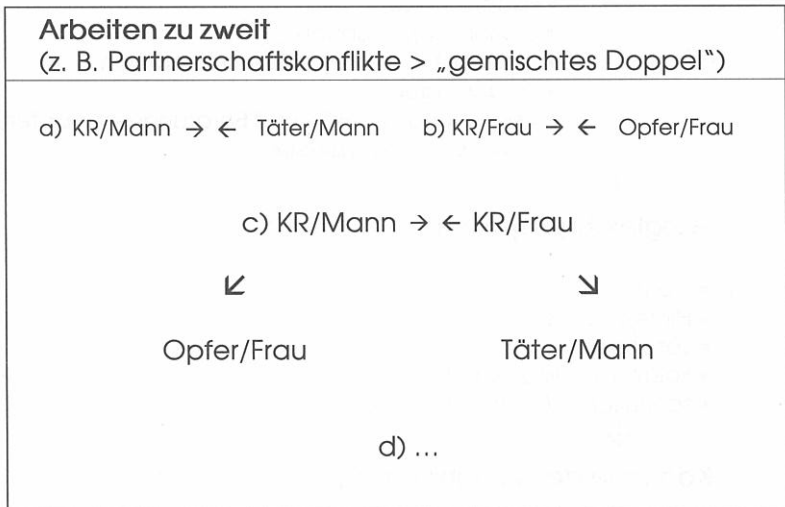 Arbeiten zu zweit
(z. B. Partnerschaftskonflikte > „gemischtes Doppel“)
a) KR/Mann → ← Täter/Mann b) KR/Frau → ← Opfer/Frau
c) KR/Mann → ← KR/Frau
↙ ↘
Opfer/Frau Täter/Mann
d) ...